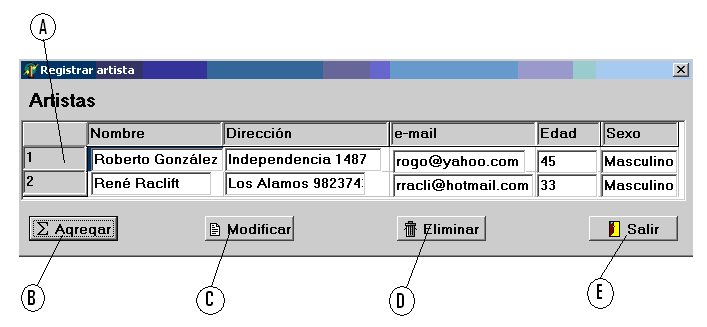 A
Registrar artista
Artistas
Nombre Dirección e-mail Edad Sexo
1 Roberto González Independencia 1487 rogo@yahoo.com 45 Masculino
2 René Raclift Los Alamos 982374 rracli@hotmail.com 33 Masculino
Agregar Modificar Eliminar Salir
B C D E